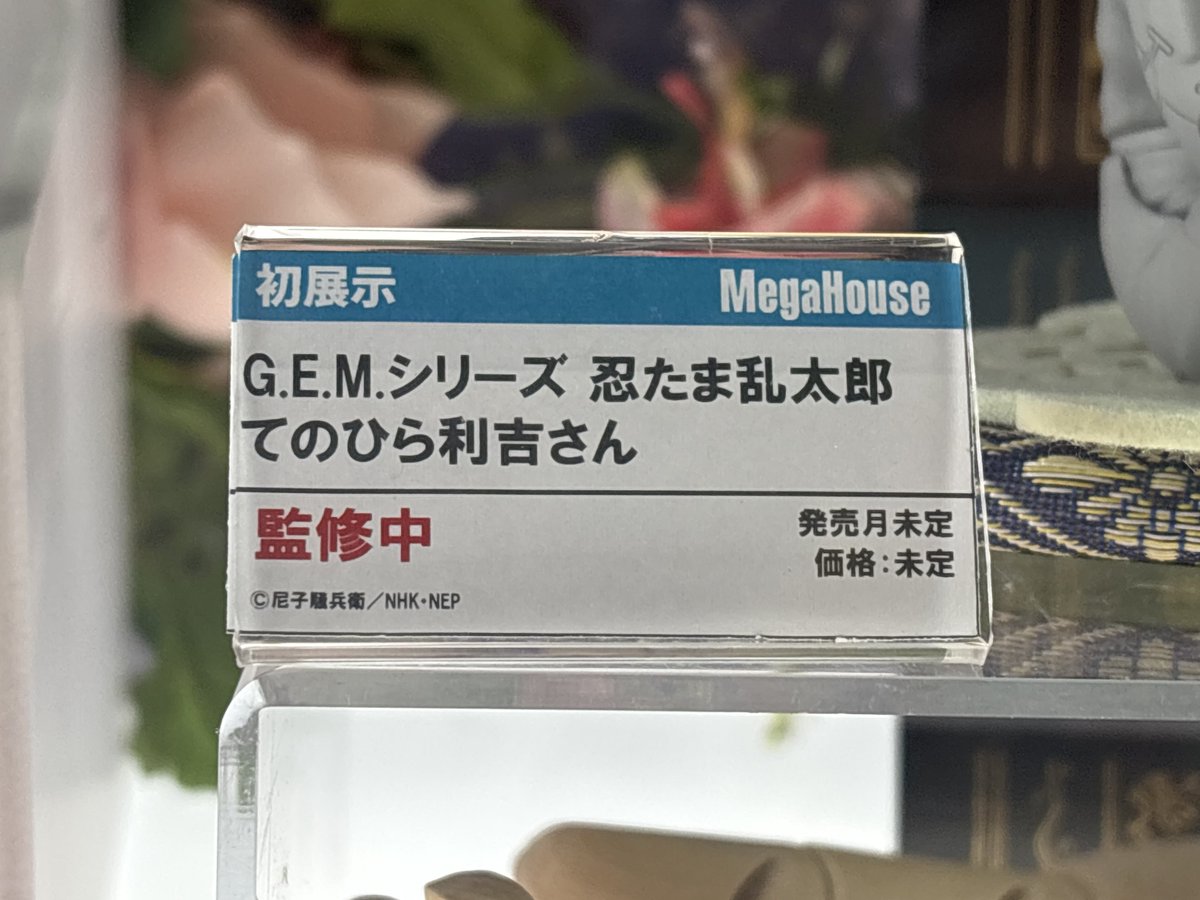 初展示 MegaHouse
G.E.M.シリーズ 忍たま乱太郎
てのひら利吉さん
監修中
発売月未定
価格：未定
©尼子騒兵衛／NHK・NEP